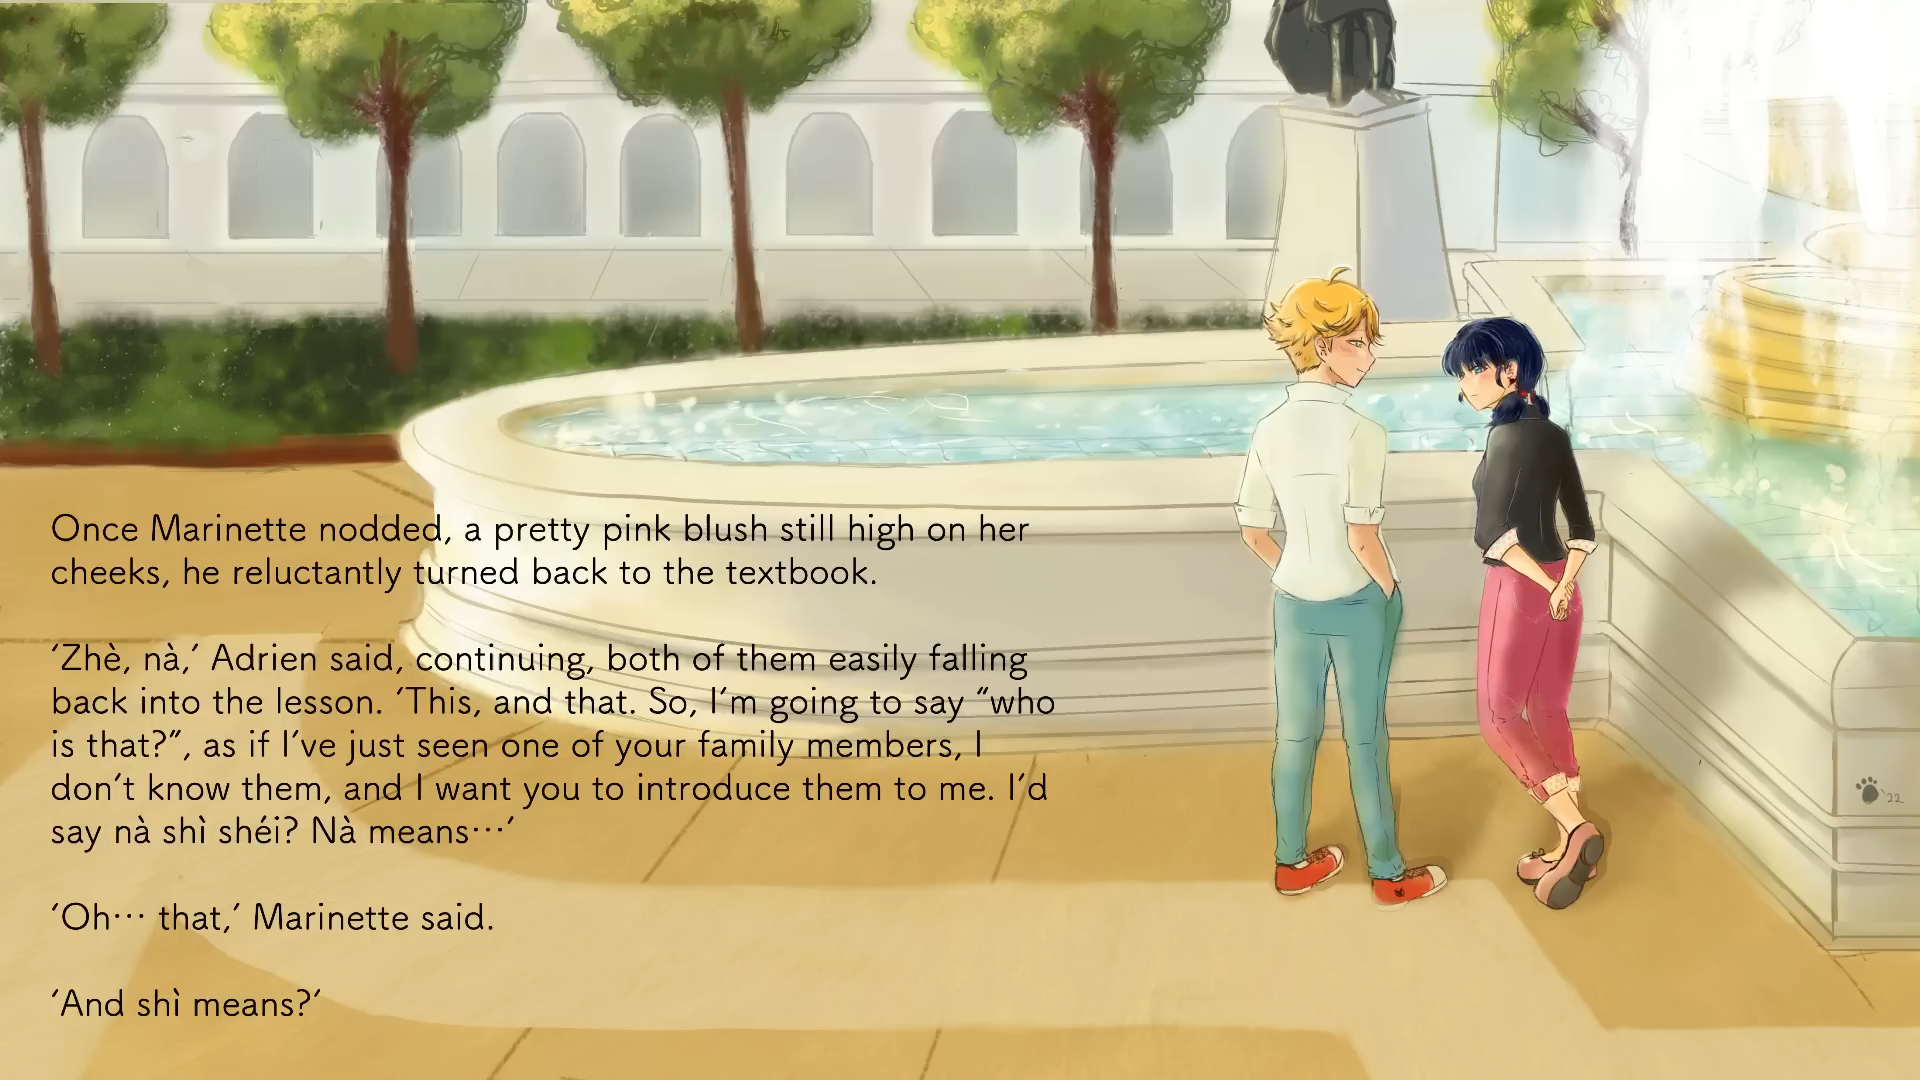 Once Marinette nodded, a pretty pink blush still high on her
cheeks, he reluctantly turned back to the textbook.
‘Zhè, nà,’ Adrien said, continuing, both of them easily falling
back into the lesson. ‘This, and that. So, I’m going to say “who
is that?”, as if I’ve just seen one of your family members, I
don’t know them, and I want you to introduce them to me. I’d
say nà shì shéi? Nà means…’
‘Oh… that,’ Marinette said.
‘And shì means?’
'22